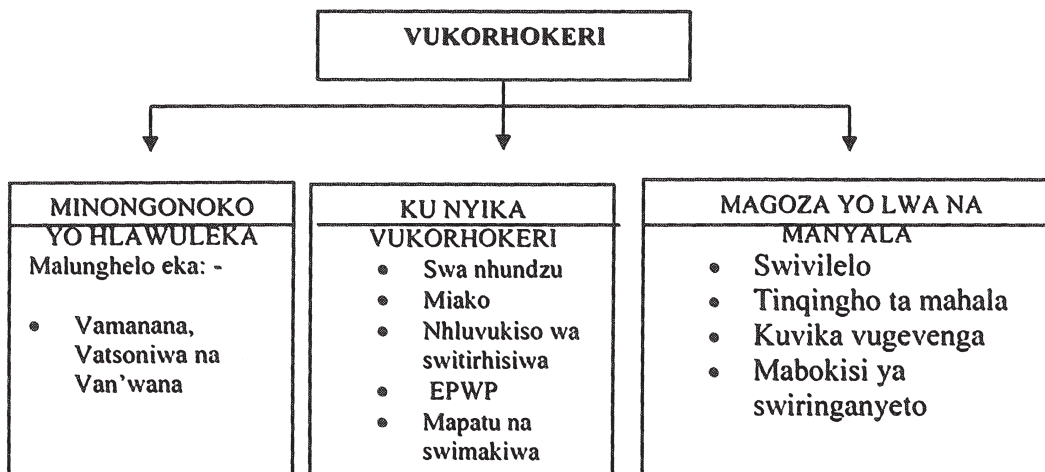 VUKORHOKERI
MINONGONOKO
YO HLAWULEKA
Malunghelo eka: -
• Vamanana,
Vatsoniwa na
Van'wana
KU NYIKA
VUKORHOKERI
• Swa nhundzu
• Miako
• Nhluvukiso wa
switirhisiwa
• EPWP
• Mapatu na
swimakiwa
MAGOZA YO LWA NA
MANYALA
• Swivilelo
• Tinqingho ta mahala
• Kuvika vugevenga
• Mabokisi ya
swiringanyeto